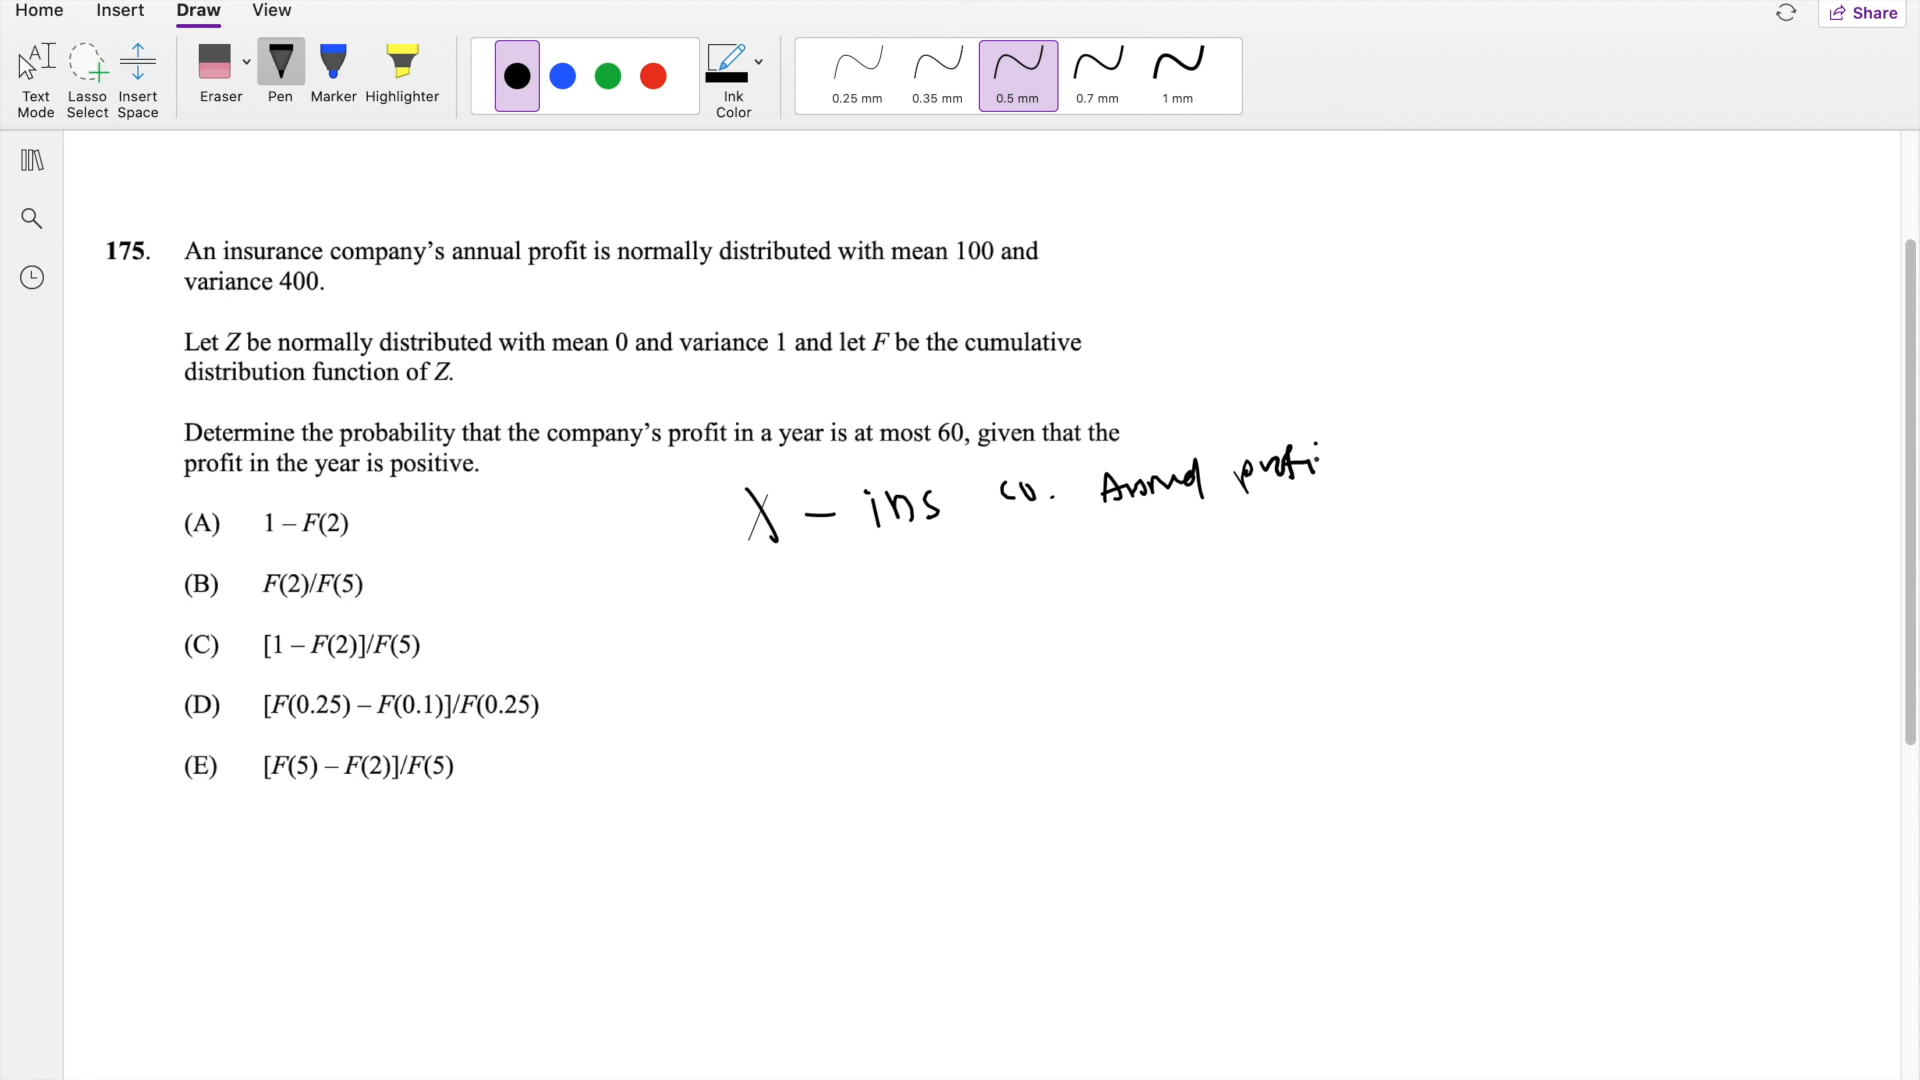 Home Insert Draw View Share
Text Mode Lasso Select Insert Space Eraser Pen Marker Highlighter Ink Color 0.25 mm 0.35 mm 0.5 mm 0.7 mm 1 mm
175. An insurance company's annual profit is normally distributed with mean 100 and
variance 400.
Let Z be normally distributed with mean 0 and variance 1 and let F be the cumulative
distribution function of Z.
Determine the probability that the company's profit in a year is at most 60, given that the
profit in the year is positive.
X – ins co. Annual profi
(A) 1 – F(2)
(B) F(2)/F(5)
(C) [1 – F(2)]/F(5)
(D) [F(0.25) – F(0.1)]/F(0.25)
(E) [F(5) – F(2)]/F(5)